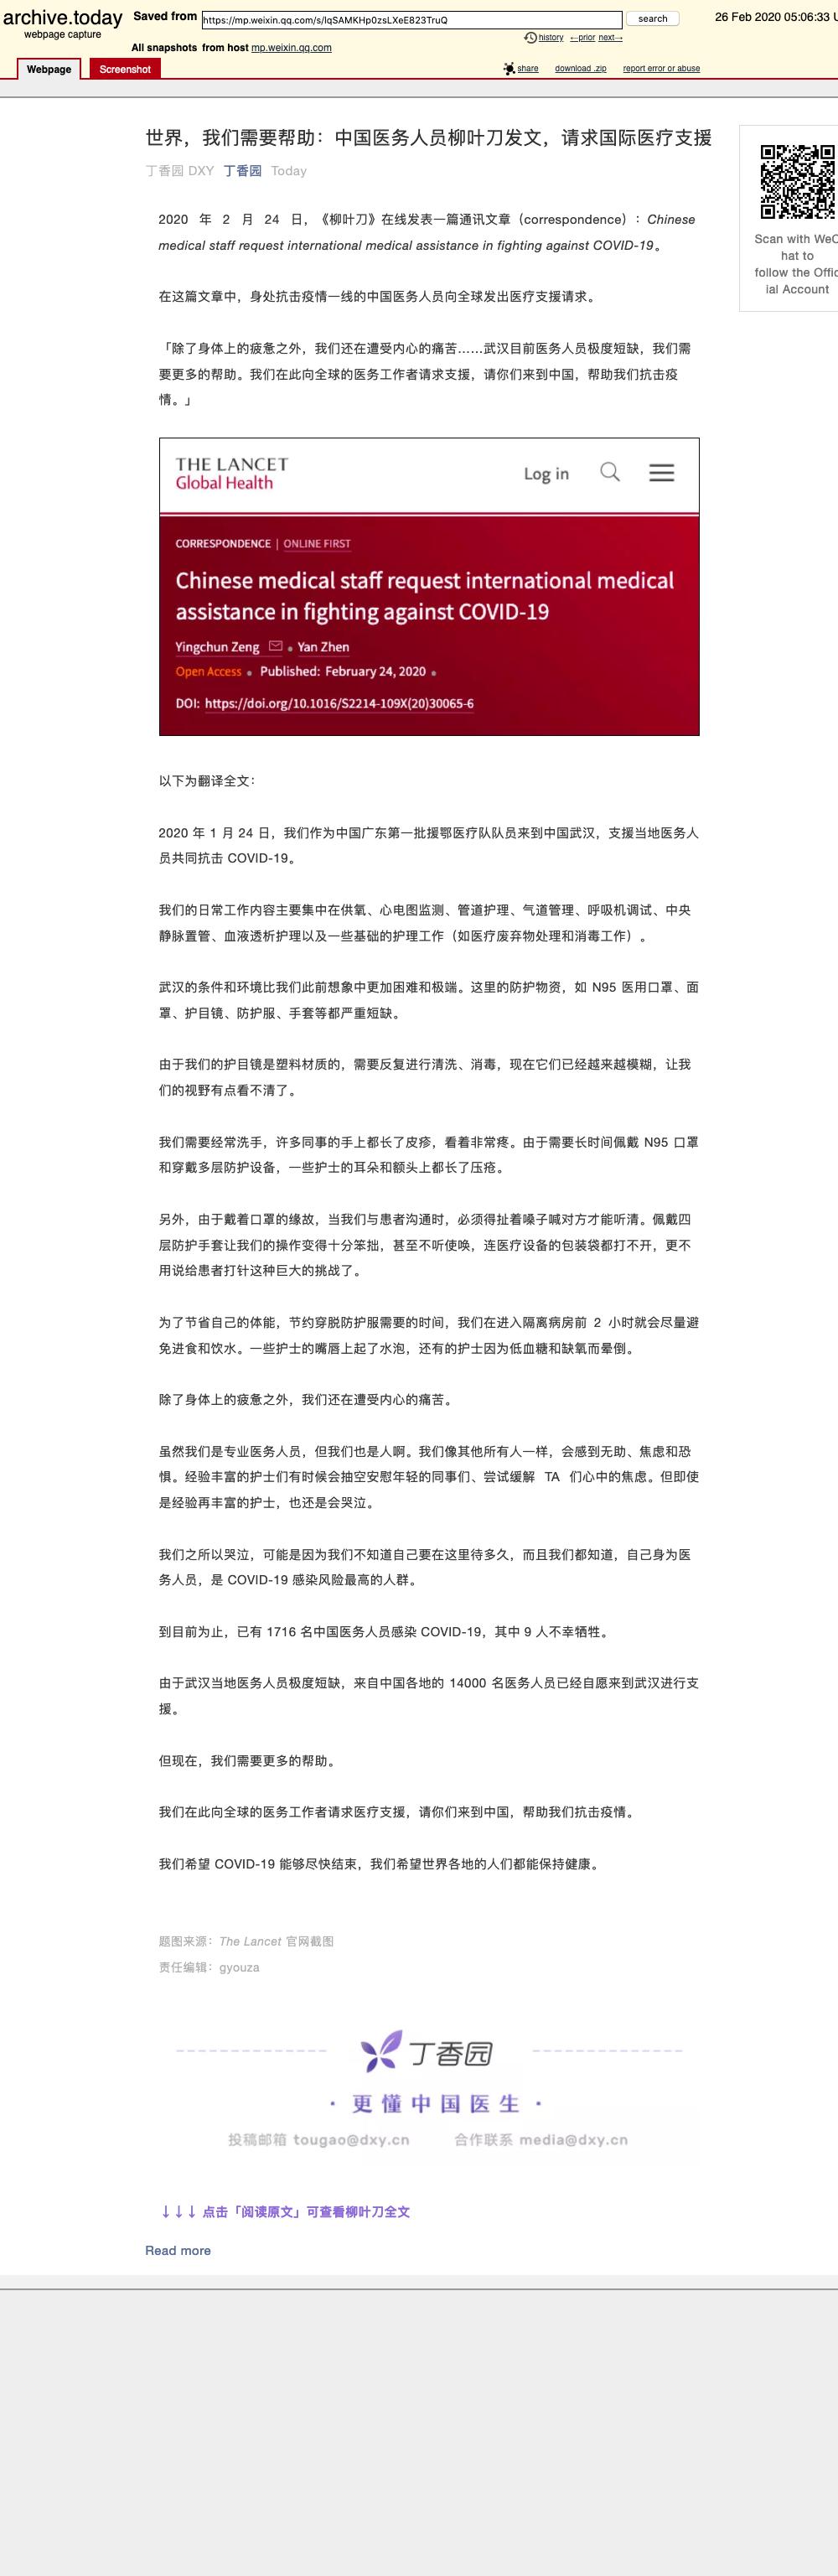 archive.today
webpage capture
Saved from
https://mp.weixin.qq.com/s/lqSAMKHp0zsLXeE823TruQ
search
26 Feb 2020 05:06:33 U
history
←prior
next→
All snapshots
from host mp.weixin.qq.com
Webpage
Screenshot
share
download .zip
report error or abuse
世界，我们需要帮助：中国医务人员柳叶刀发文，请求国际医疗支援
丁香园 DXY 丁香园 Today
Scan with WeC
hat to
follow the Offic
ial Account
2020 年 2 月 24 日，《柳叶刀》在线发表一篇通讯文章（correspondence）：Chinese
medical staff request international medical assistance in fighting against COVID-19。
在这篇文章中，身处抗击疫情一线的中国医务人员向全球发出医疗支援请求。
「除了身体上的疲惫之外，我们还在遭受内心的痛苦……武汉目前医务人员极度短缺，我们需
要更多的帮助。我们在此向全球的医务工作者请求支援，请你们来到中国，帮助我们抗击疫
情。」
THE LANCET
Global Health
Log in
CORRESPONDENCE | ONLINE FIRST
Chinese medical staff request international medical
assistance in fighting against COVID-19
Yingchun Zeng • Yan Zhen
Open Access • Published: February 24, 2020 •
DOI: https://doi.org/10.1016/S2214-109X(20)30065-6
以下为翻译全文：
2020 年 1 月 24 日，我们作为中国广东第一批援鄂医疗队队员来到中国武汉，支援当地医务人
员共同抗击 COVID-19。
我们的日常工作内容主要集中在供氧、心电图监测、管道护理、气道管理、呼吸机调试、中央
静脉置管、血液透析护理以及一些基础的护理工作（如医疗废弃物处理和消毒工作）。
武汉的条件和环境比我们此前想象中更加困难和极端。这里的防护物资，如 N95 医用口罩、面
罩、护目镜、防护服、手套等都严重短缺。
由于我们的护目镜是塑料材质的，需要反复进行清洗、消毒，现在它们已经越来越模糊，让我
们的视野有点看不清了。
我们需要经常洗手，许多同事的手上都长了皮疹，看着非常疼。由于需要长时间佩戴 N95 口罩
和穿戴多层防护设备，一些护士的耳朵和额头上都长了压疮。
另外，由于戴着口罩的缘故，当我们与患者沟通时，必须得扯着嗓子喊对方才能听清。佩戴四
层防护手套让我们的操作变得十分笨拙，甚至不听使唤，连医疗设备的包装袋都打不开，更不
用说给患者打针这种巨大的挑战了。
为了节省自己的体能，节约穿脱防护服需要的时间，我们在进入隔离病房前 2 小时就会尽量避
免进食和饮水。一些护士的嘴唇上起了水泡，还有的护士因为低血糖和缺氧而晕倒。
除了身体上的疲惫之外，我们还在遭受内心的痛苦。
虽然我们是专业医务人员，但我们也是人啊。我们像其他所有人一样，会感到无助、焦虑和恐
惧。经验丰富的护士们有时候会抽空安慰年轻的同事们、尝试缓解 TA 们心中的焦虑。但即使
是经验再丰富的护士，也还是会哭泣。
我们之所以哭泣，可能是因为我们不知道自己要在这里待多久，而且我们都知道，自己身为医
务人员，是 COVID-19 感染风险最高的人群。
到目前为止，已有 1716 名中国医务人员感染 COVID-19，其中 9 人不幸牺牲。
由于武汉当地医务人员极度短缺，来自中国各地的 14000 名医务人员已经自愿来到武汉进行支
援。
但现在，我们需要更多的帮助。
我们在此向全球的医务工作者请求医疗支援，请你们来到中国，帮助我们抗击疫情。
我们希望 COVID-19 能够尽快结束，我们希望世界各地的人们都能保持健康。
题图来源：The Lancet 官网截图
责任编辑：gyouza
丁香园
· 更懂中国医生 ·
投稿邮箱 tougao@dxy.cn 合作联系 media@dxy.cn
↓↓↓ 点击「阅读原文」可查看柳叶刀全文
Read more